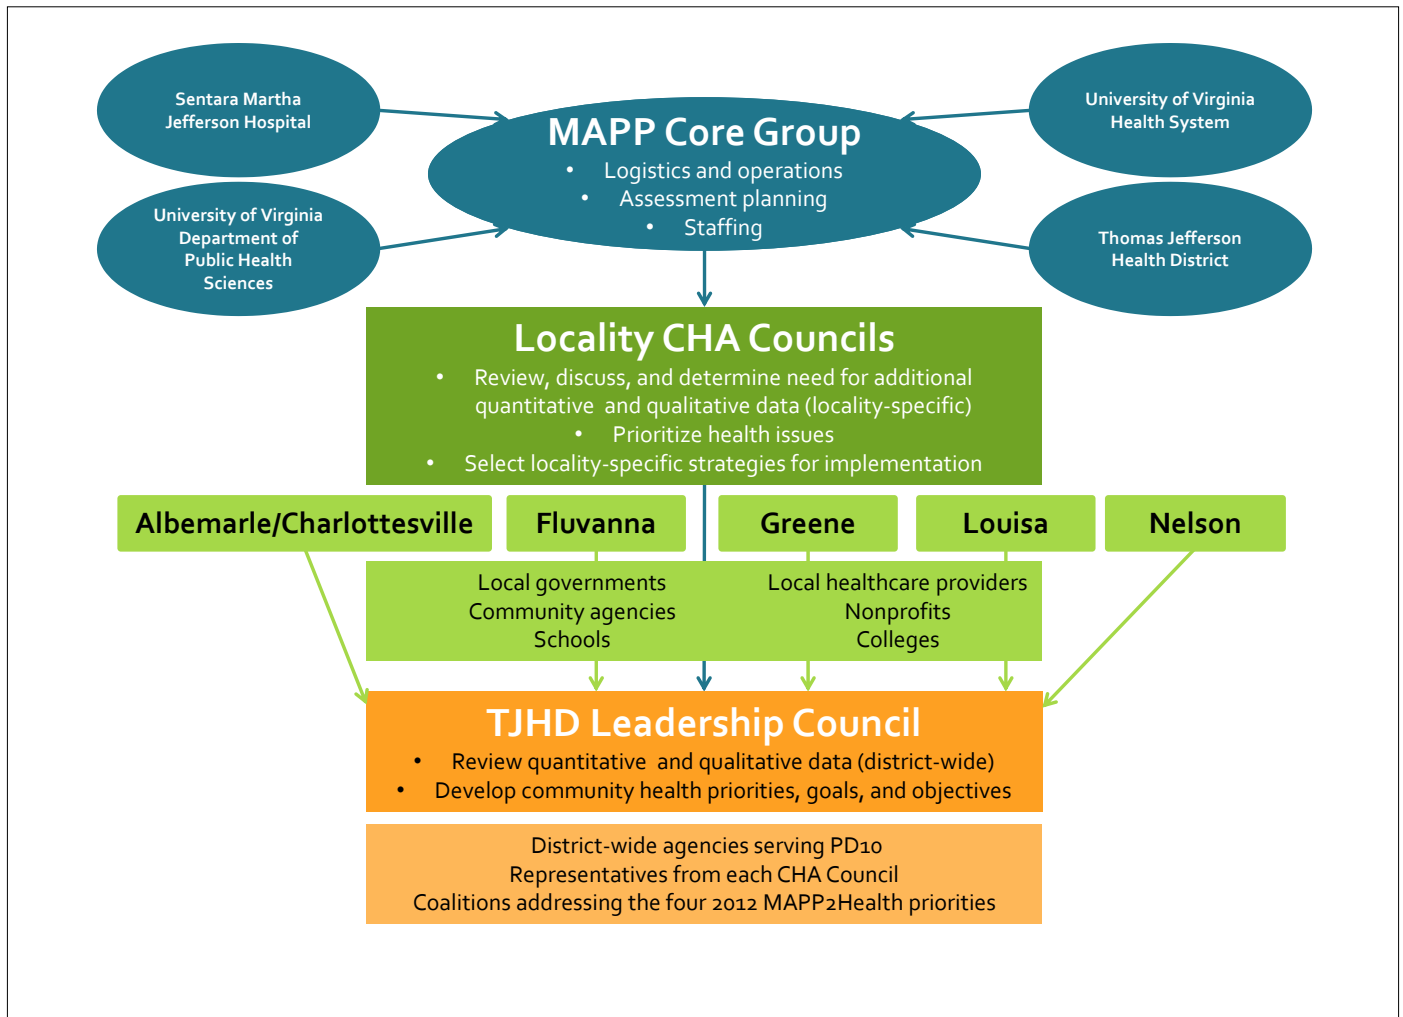 Sentara Martha
Jefferson Hospital
University of Virginia
Health System
MAPP Core Group
• Logistics and operations
• Assessment planning
• Staffing
University of Virginia
Department of
Public Health
Sciences
Thomas Jefferson
Health District
Locality CHA Councils
• Review, discuss, and determine need for additional
quantitative and qualitative data (locality-specific)
• Prioritize health issues
• Select locality-specific strategies for implementation
Albemarle/Charlottesville
Fluvanna
Greene
Louisa
Nelson
Local governments
Community agencies
Schools
Local healthcare providers
Nonprofits
Colleges
TJHD Leadership Council
• Review quantitative and qualitative data (district-wide)
• Develop community health priorities, goals, and objectives
District-wide agencies serving PD10
Representatives from each CHA Council
Coalitions addressing the four 2012 MAPP2Health priorities